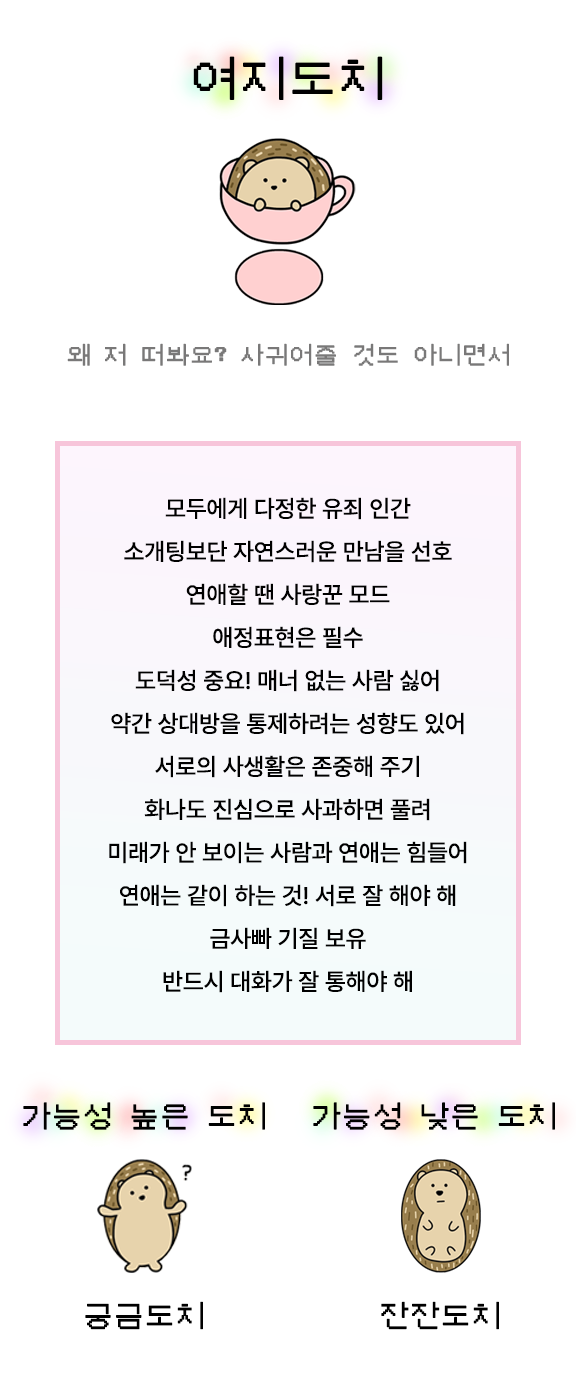 여지도치
왜 저 떠봐요? 사귀어줄 것도 아니면서
모두에게 다정한 유죄 인간
소개팅보단 자연스러운 만남을 선호
연애할 땐 사랑꾼 모드
애정표현은 필수
도덕성 중요! 매너 없는 사람 싫어
약간 상대방을 통제하려는 성향도 있어
서로의 사생활은 존중해 주기
화나도 진심으로 사과하면 풀려
미래가 안 보이는 사람과 연애는 힘들어
연애는 같이 하는 것! 서로 잘 해야 해
금사빠 기질 보유
반드시 대화가 잘 통해야 해
가능성 높은 도치
가능성 낮은 도치
?
궁금도치
잔잔도치